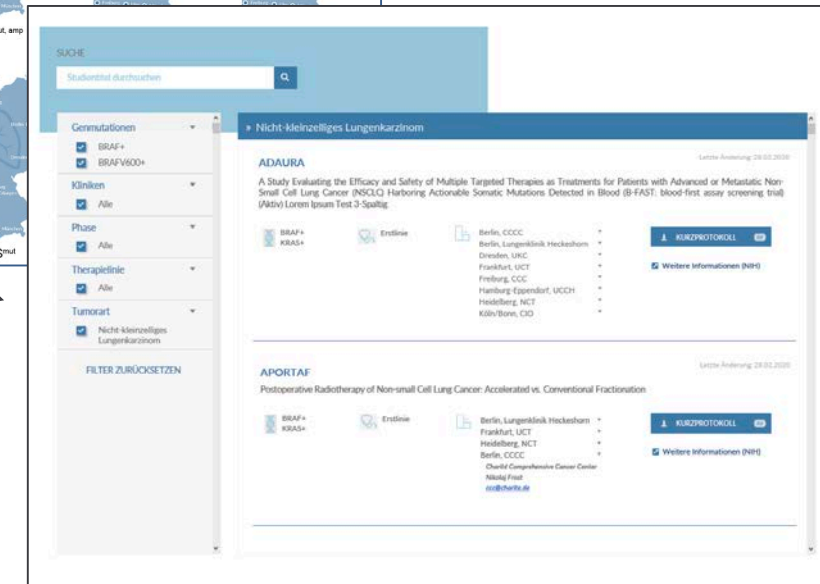 ut, amp
mut
SUCHE
Studientitel durchsuchen
Genmutationen
BRAF+
BRAFV600+
Kliniken
Alle
Phase
Alle
Therapielinie
Alle
Tumorart
Nicht-kleinzelliges
Lungenkarzinom
FILTER ZURÜCKSETZEN
» Nicht-kleinzelliges Lungenkarzinom
Letzte Änderung: 28.02.2020
ADAURA
A Study Evaluating the Efficacy and Safety of Multiple Targeted Therapies as Treatments for Patients with Advanced or Metastatic Non-
Small Cell Lung Cancer (NSCLC) Harboring Actionable Somatic Mutations Detected in Blood (B-FAST: blood-first assay screening trial)
(Aktiv) Lorem Ipsum Test 3-Spaltig
BRAF+
KRAS+
Erstlinie
Berlin, CCCC
Berlin, Lungenklinik Heckeshorn
Dresden, UKC
Frankfurt, UCT
Freiburg, CCC
Hamburg-Eppendorf, UCCH
Heidelberg, NCT
Köln/Bonn, CIO
KURZPROTOKOLL
Weitere Informationen (NIH)
Letzte Änderung: 28.02.2020
APORTAF
Postoperative Radiotherapy of Non-small Cell Lung Cancer: Accelerated vs. Conventional Fractionation
BRAF+
KRAS+
Erstlinie
Berlin, Lungenklinik Heckeshorn
Frankfurt, UCT
Heidelberg, NCT
Berlin, CCCC
Charité Comprehensive Cancer Center
Nikolaj Frost
ccc@charite.de
KURZPROTOKOLL
Weitere Informationen (NIH)